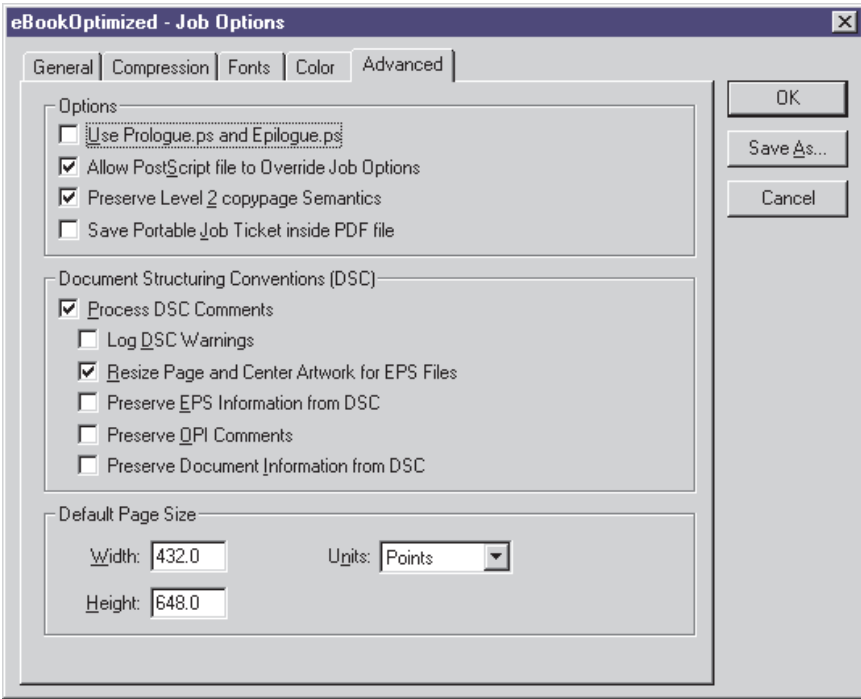 eBookOptimized - Job Options
General Compression Fonts Color Advanced
Options
Use Prologue.ps and Epilogue.ps
Allow PostScript file to Override Job Options
Preserve Level 2 copypage Semantics
Save Portable Job Ticket inside PDF file
OK
Save As...
Cancel
Document Structuring Conventions (DSC)
Process DSC Comments
Log DSC Warnings
Resize Page and Center Artwork for EPS Files
Preserve EPS Information from DSC
Preserve OPI Comments
Preserve Document Information from DSC
Default Page Size
Width: 432.0 Units: Points
Height: 648.0